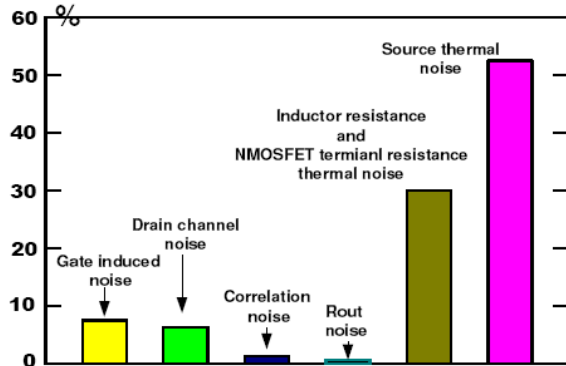 60 %
50
40
30
20
10
0
Source thermal
noise
Inductor resistance
and
NMOSFET termianl resistance
thermal noise
Drain channel
noise
Gate induced
noise
Correlation
noise
Rout
noise